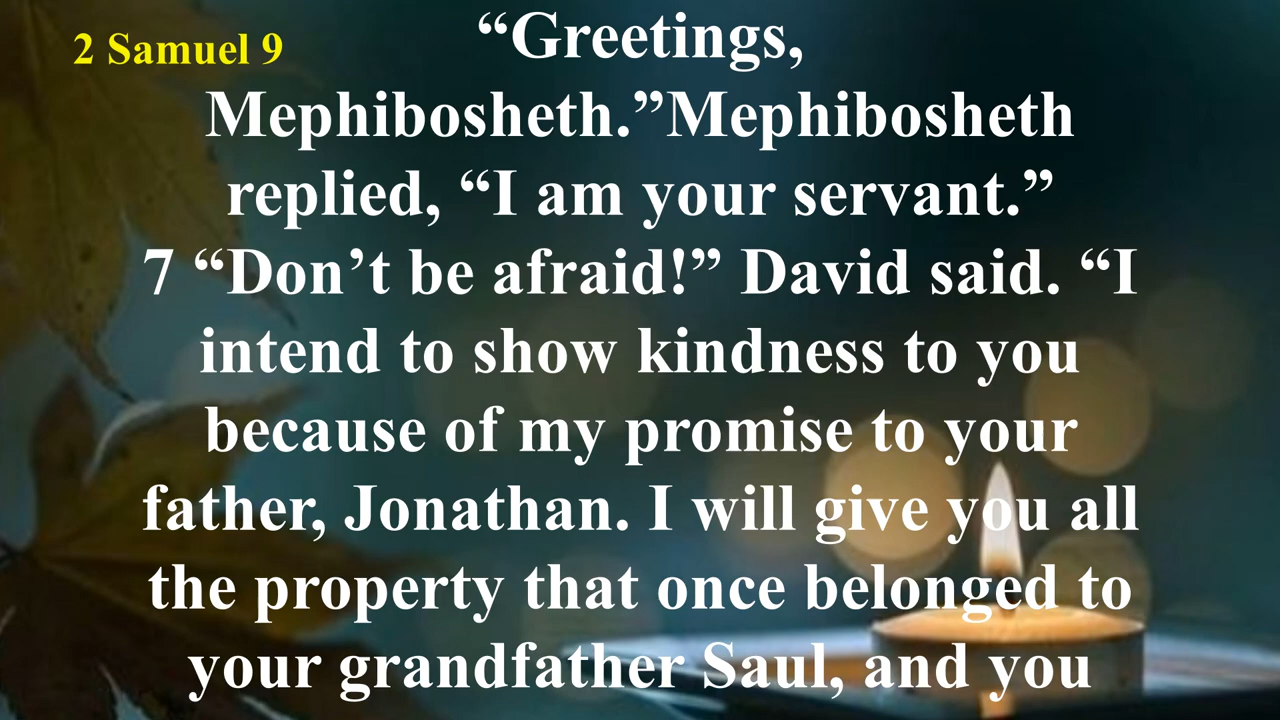 2 Samuel 9
“Greetings,
Mephibosheth.”Mephibosheth
replied, “I am your servant.”
7 “Don’t be afraid!” David said. “I
intend to show kindness to you
because of my promise to your
father, Jonathan. I will give you all
the property that once belonged to
your grandfather Saul, and you